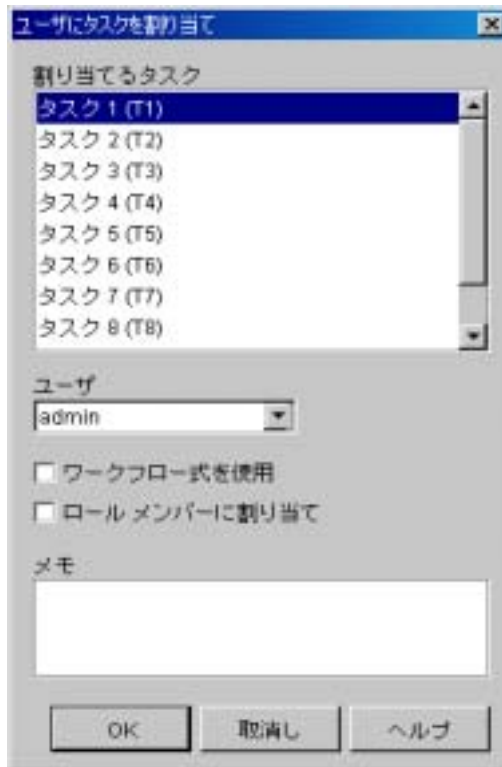 ユーザにタスクを割り当て
割り当てるタスク
タスク 1 (T1)
タスク 2 (T2)
タスク 3 (T3)
タスク 4 (T4)
タスク 5 (T5)
タスク 6 (T6)
タスク 7 (T7)
タスク 8 (T8)
ユーザ
admin
ワークフロー式を使用
ロール メンバーに割り当て
メモ
OK 取消し ヘルプ